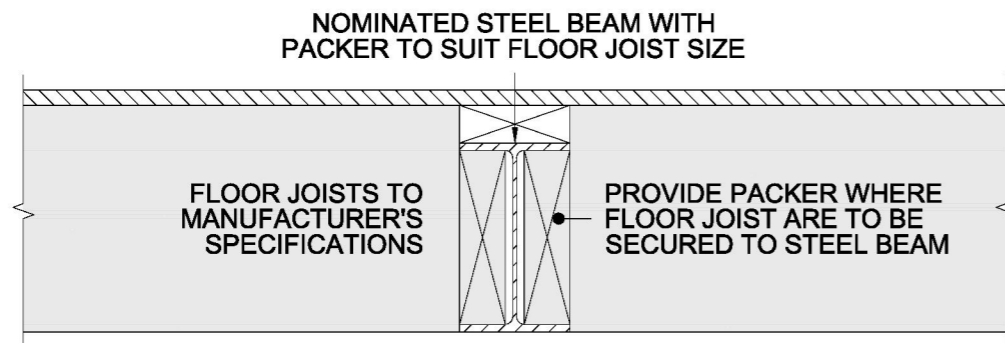 NOMINATED STEEL BEAM WITH
PACKER TO SUIT FLOOR JOIST SIZE
FLOOR JOISTS TO
MANUFACTURER'S
SPECIFICATIONS
PROVIDE PACKER WHERE
FLOOR JOIST ARE TO BE
SECURED TO STEEL BEAM